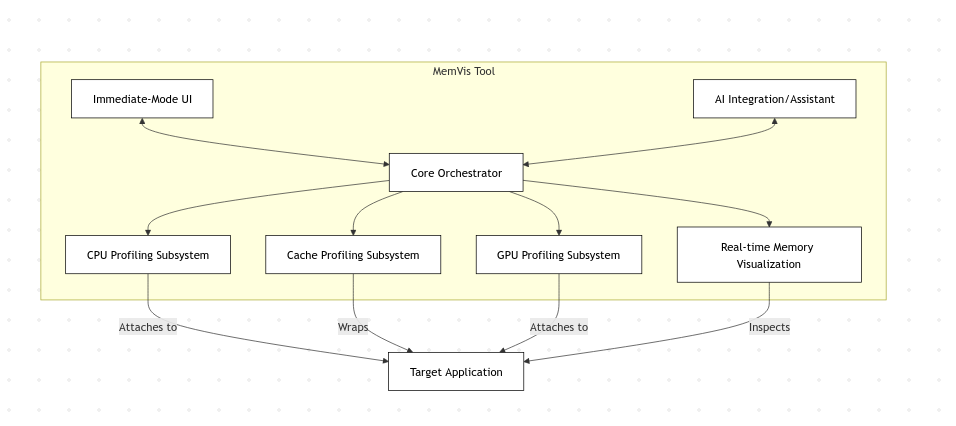 MemVis Tool
Immediate-Mode UI
AI Integration/Assistant
Core Orchestrator
CPU Profiling Subsystem
Cache Profiling Subsystem
GPU Profiling Subsystem
Real-time Memory
Visualization
Attaches to
Wraps
Attaches to
Inspects
Target Application